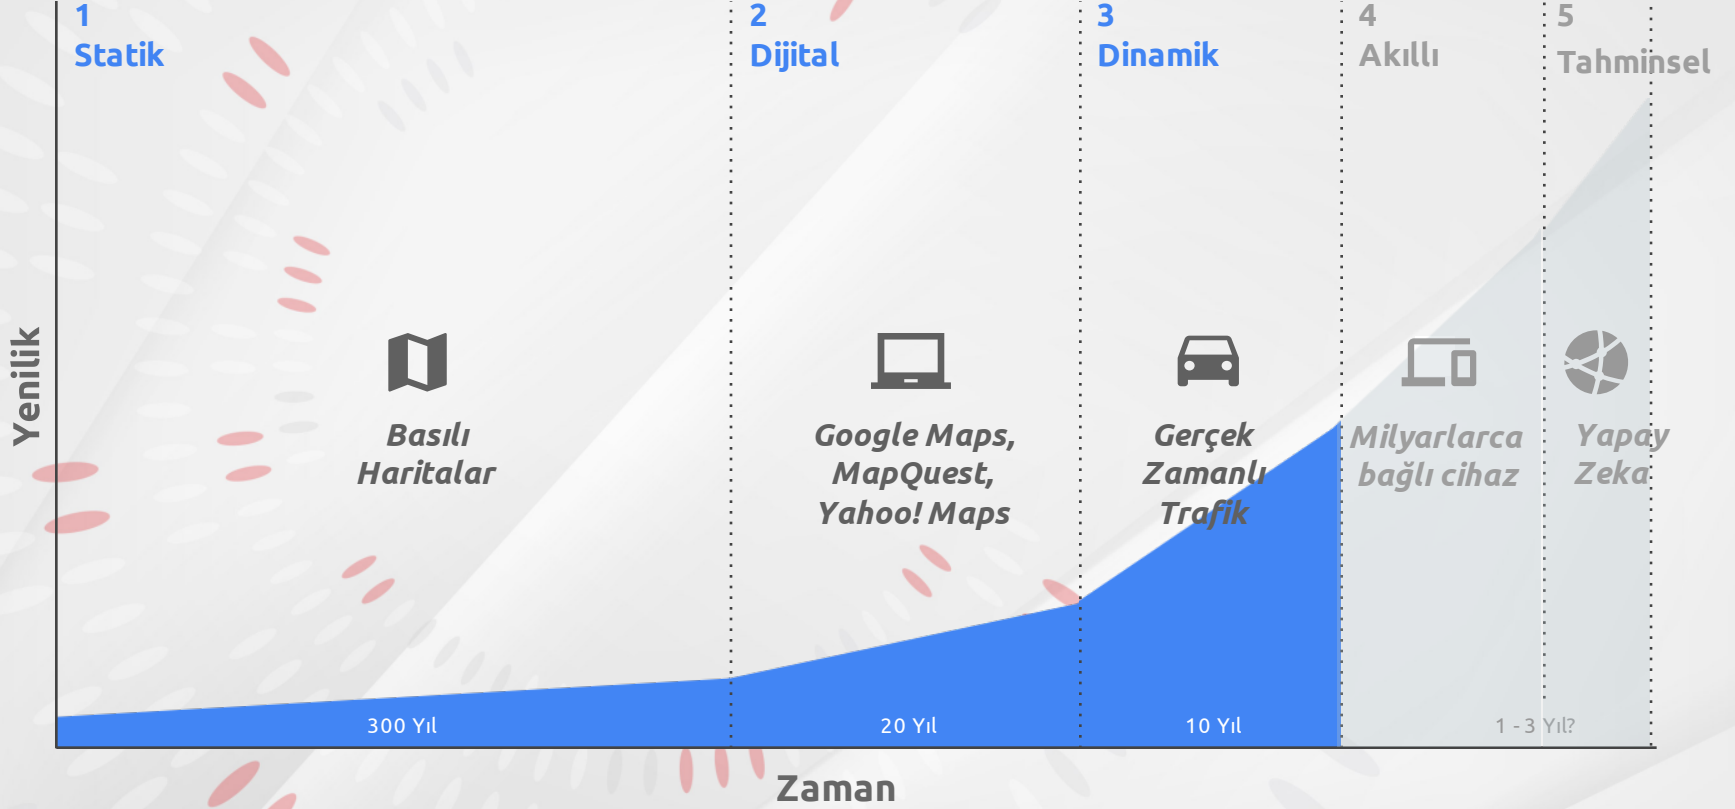 1
Statik
2
Dijital
3
Dinamik
4
Akıllı
5
Tahminsel
Yenilik
Basılı
Haritalar
Google Maps,
MapQuest,
Yahoo! Maps
Gerçek
Zamanlı
Trafik
Milyarlarca
bağlı cihaz
Yapay
Zeka
300 Yıl
20 Yıl
10 Yıl
1 - 3 Yıl?
Zaman